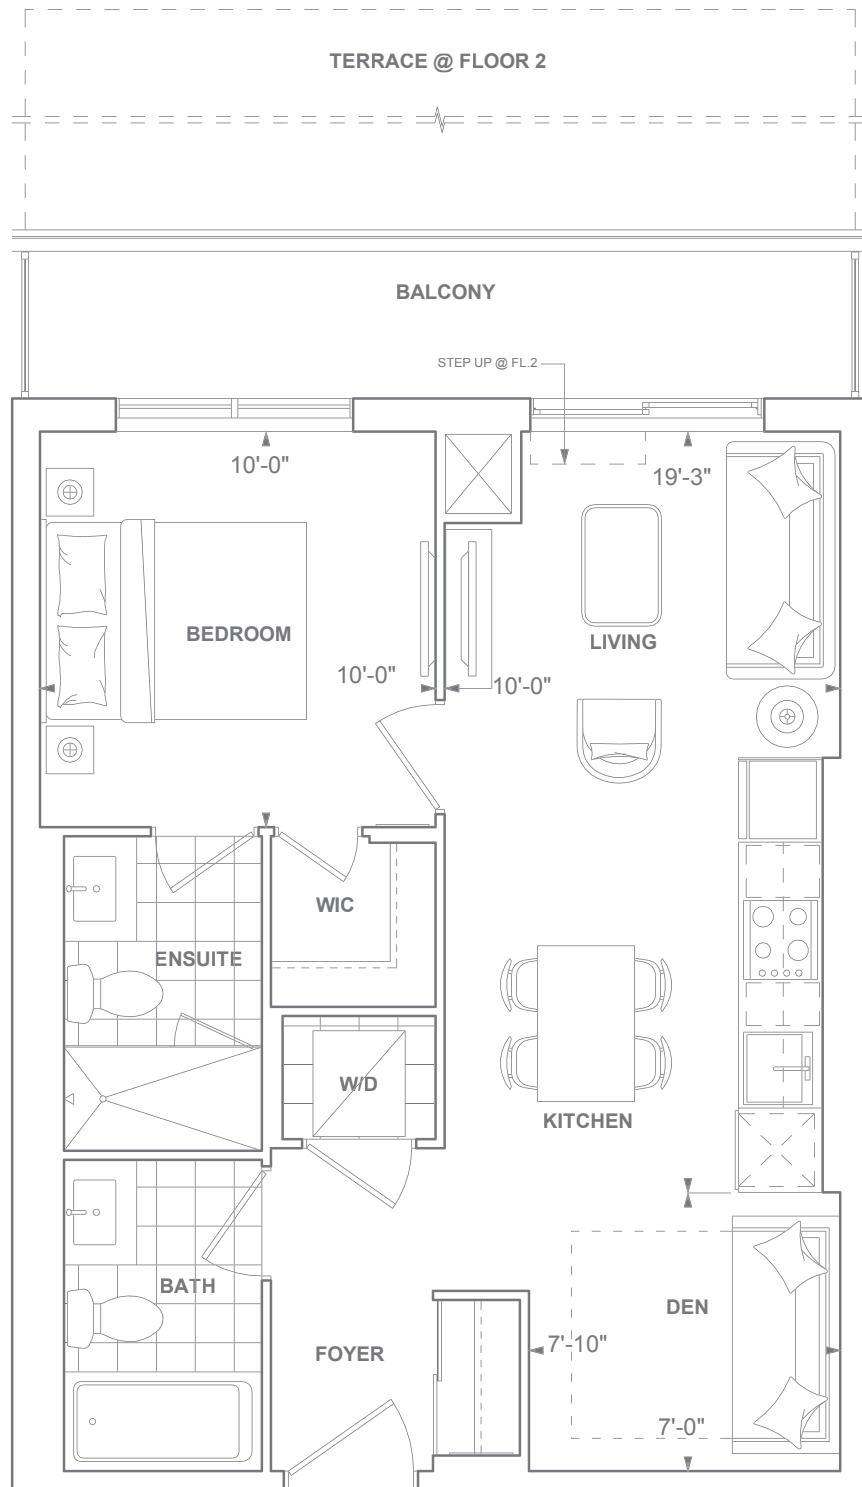 TERRACE @ FLOOR 2
BALCONY
STEP UP @ FL.2
10'-0"
19'-3"
BEDROOM
LIVING
10'-0"
10'-0"
WIC
ENSUITE
W/D
KITCHEN
BATH
DEN
FOYER
7'-10"
7'-0"